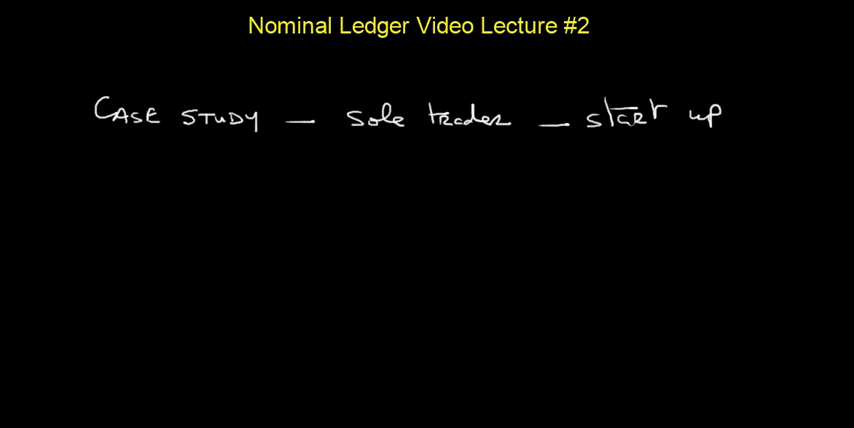 Nominal Ledger Video Lecture #2
CASE STUDY — sole trader — start up